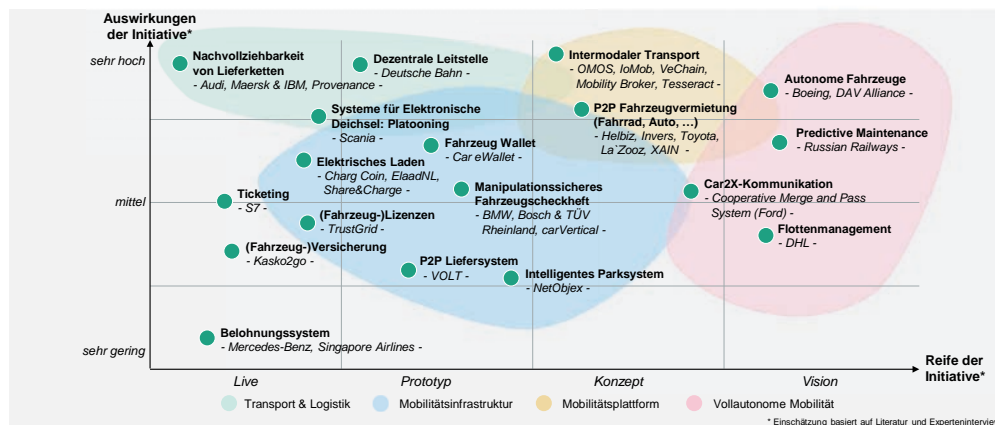 Auswirkungen
der Initiative*
sehr hoch
Nachvollziehbarkeit
von Lieferketten
- Audi, Maersk & IBM, Provenance -
Dezentrale Leitstelle
- Deutsche Bahn -
Intermodaler Transport
- OMOS, IoMob, VeChain,
Mobility Broker, Tesseract -
Autonome Fahrzeuge
- Boeing, DAV Alliance -
Systeme für Elektronische
Deichsel: Platooning
- Scania -
P2P Fahrzeugvermietung
(Fahrrad, Auto, ...)
- Helbiz, Invers, Toyota,
La`Zooz, XAIN -
Fahrzeug Wallet
- Car eWallet -
Predictive Maintenance
- Russian Railways -
Elektrisches Laden
- Charg Coin, ElaadNL,
Share&Charge -
mittel
Ticketing
- S7 -
Manipulationssicheres
Fahrzeugscheckheft
- BMW, Bosch & TÜV
Rheinland, carVertical -
Car2X-Kommunikation
- Cooperative Merge and Pass
System (Ford) -
(Fahrzeug-)Lizenzen
- TrustGrid -
Flottenmanagement
- DHL -
(Fahrzeug-)Versicherung
- Kasko2go -
P2P Liefersystem
- VOLT -
Intelligentes Parksystem
- NetObjex -
Belohnungssystem
- Mercedes-Benz, Singapore Airlines -
sehr gering
Reife der
Initiative*
Live
Prototyp
Konzept
Vision
Transport & Logistik
Mobilitätsinfrastruktur
Mobilitätsplattform
Vollautonome Mobilität
* Einschätzung basiert auf Literatur und Experteninterview